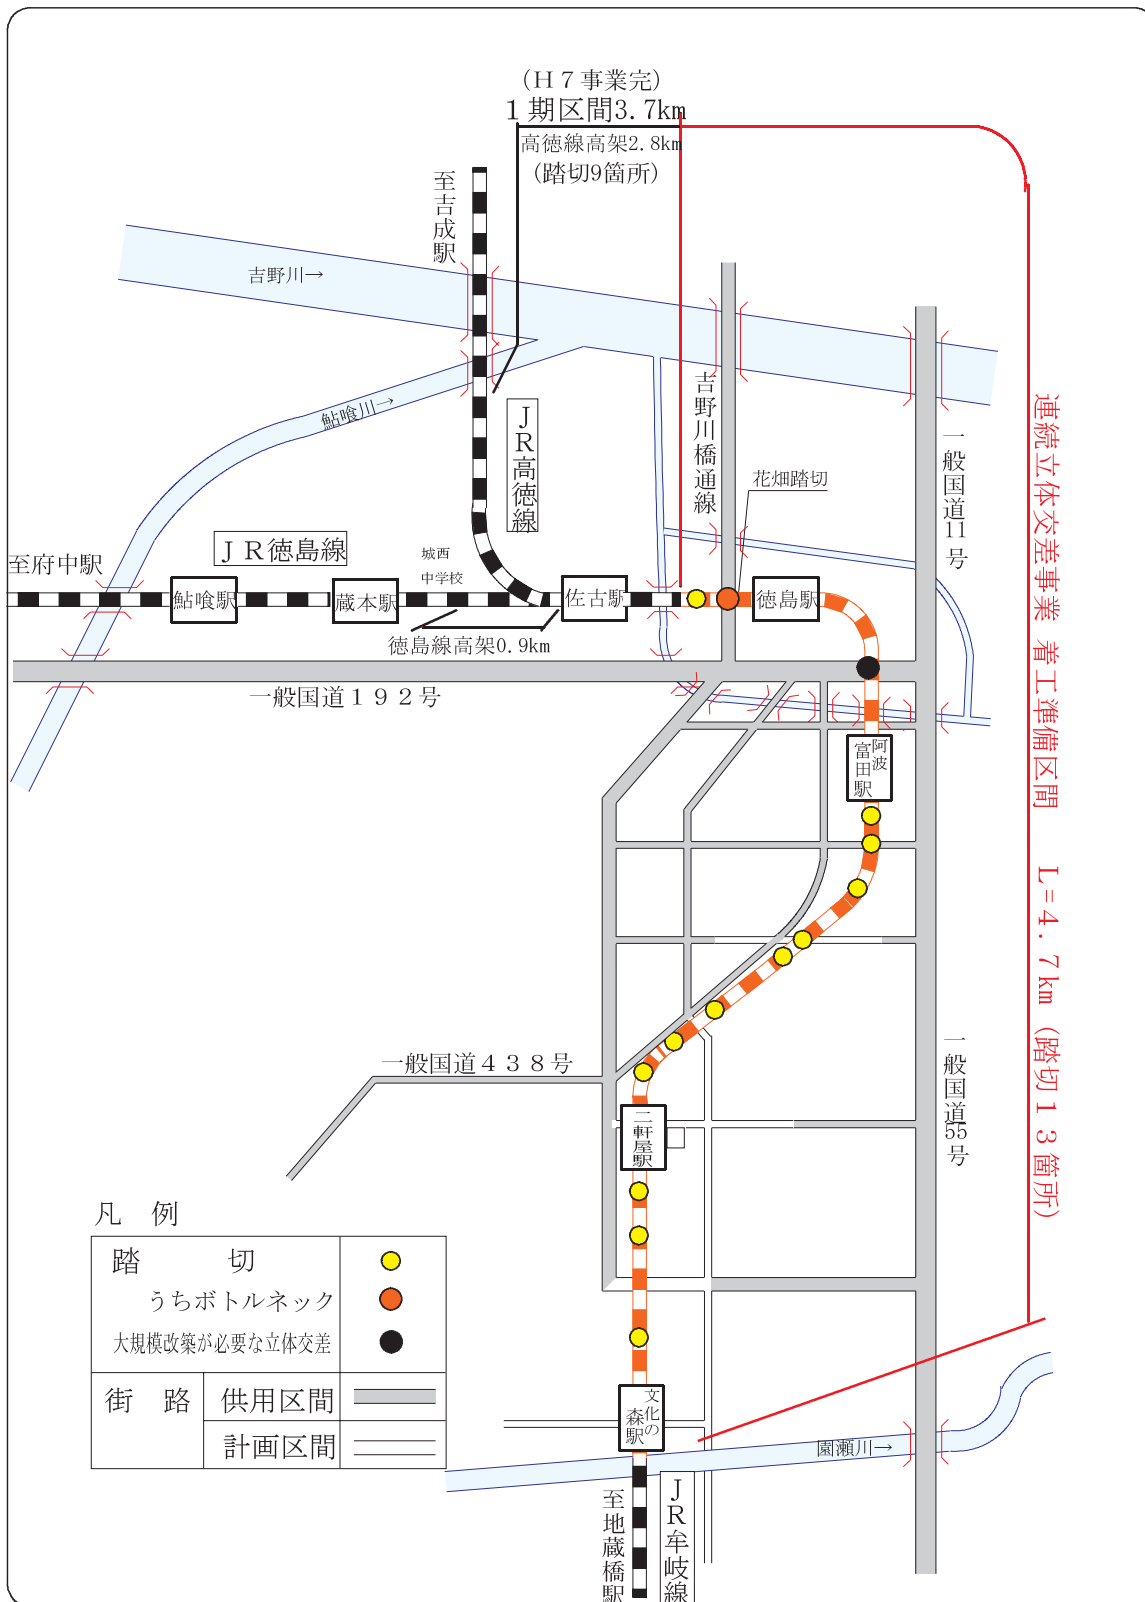 (Ｈ７事業完)
１期区間3.7km
高徳線高架2.8km
(踏切9箇所)
至吉成駅
吉野川→
鮎喰川→
ＪＲ高徳線
吉野川橋通線
花畑踏切
一般国道11号
連続立体交差事業 着工準備区間 Ｌ＝４．７km（踏切１３箇所）
ＪＲ徳島線
城西
中学校
至府中駅
鮎喰駅
蔵本駅
佐古駅
徳島駅
徳島線高架0.9km
一般国道１９２号
阿波
富田駅
一般国道４３８号
一般国道55号
二軒屋駅
凡 例
踏 切
うちボトルネック
大規模改築が必要な立体交差
街 路
供用区間
計画区間
文化の
森駅
園瀬川→
至地蔵橋駅
ＪＲ牟岐線